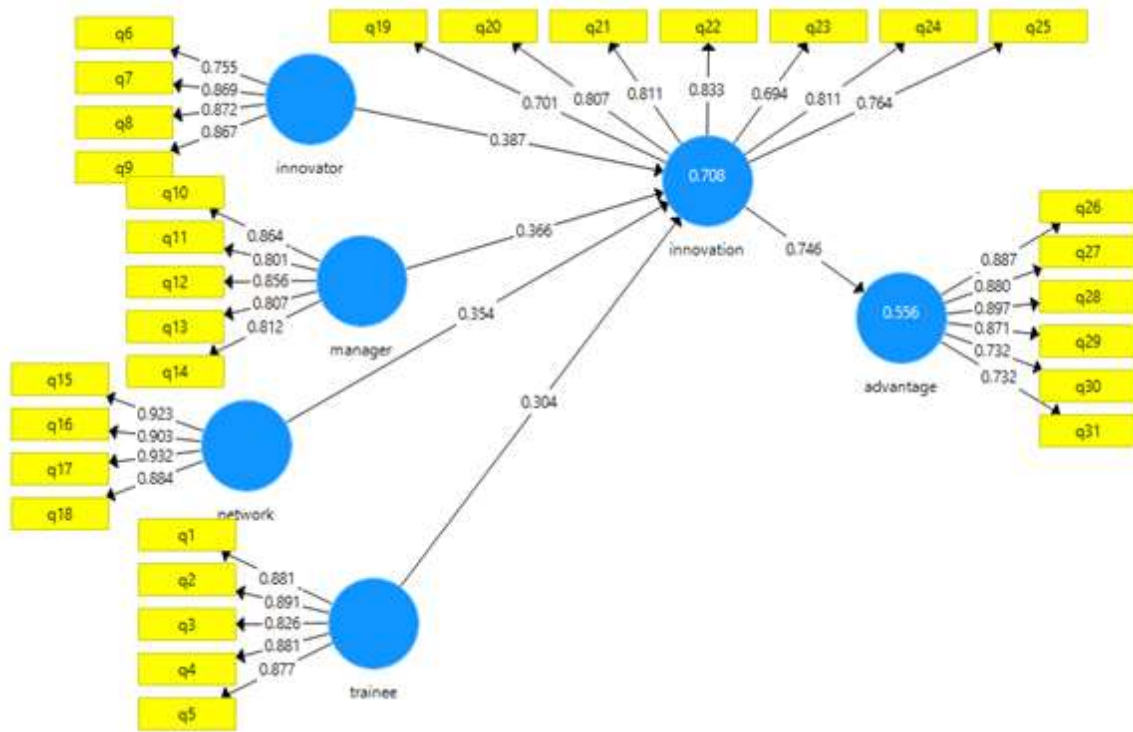 q6
q7
q8
q9
0.755
0.869
0.872
0.867
innovator
0.387
q19
q20
q21
q22
q23
q24
q25
0.701
0.807
0.811
0.833
0.694
0.811
0.764
0.708
innovation
q10
q11
q12
q13
q14
0.864
0.801
0.856
0.807
0.812
manager
0.366
0.746
q26
q27
q28
q29
q30
q31
0.887
0.880
0.897
0.871
0.732
0.732
0.556
advantage
q15
q16
q17
q18
0.923
0.903
0.932
0.884
network
0.354
q1
q2
q3
q4
q5
0.881
0.891
0.826
0.881
0.877
trainee
0.304